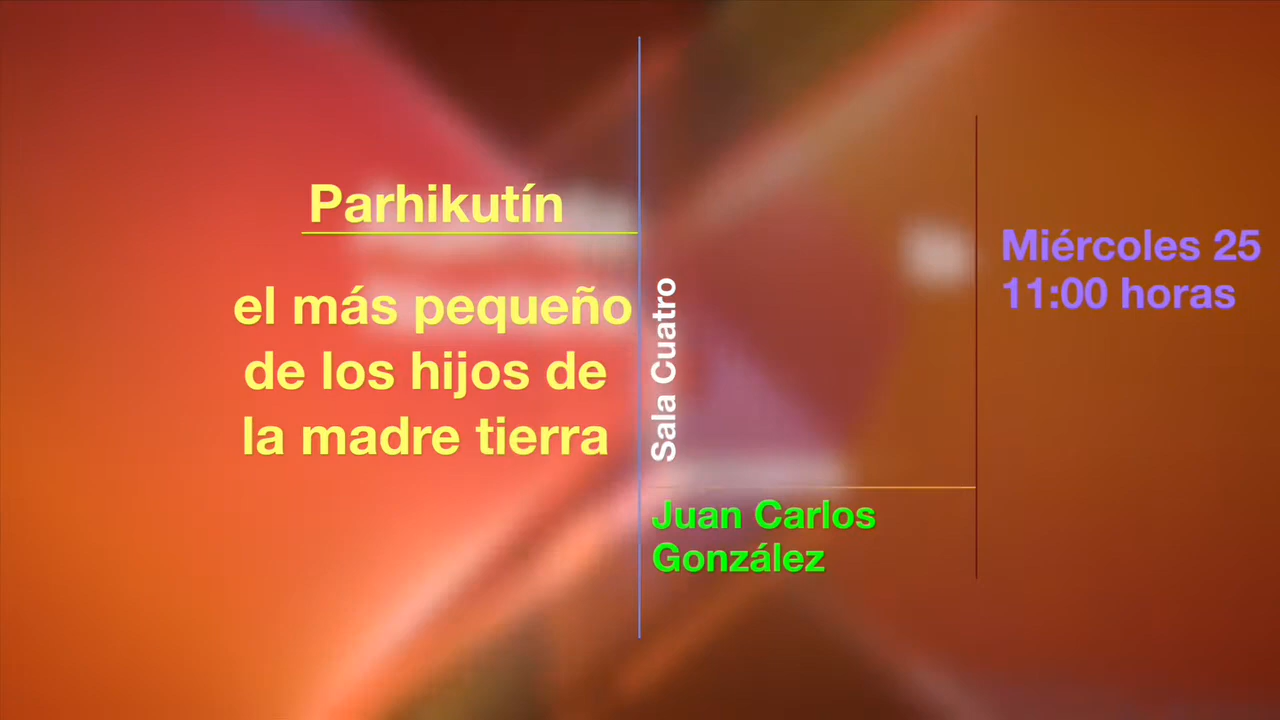 Parhikutín
el más pequeño
de los hijos de
la madre tierra
Sala Cuatro
Juan Carlos
González
Miércoles 25
11:00 horas